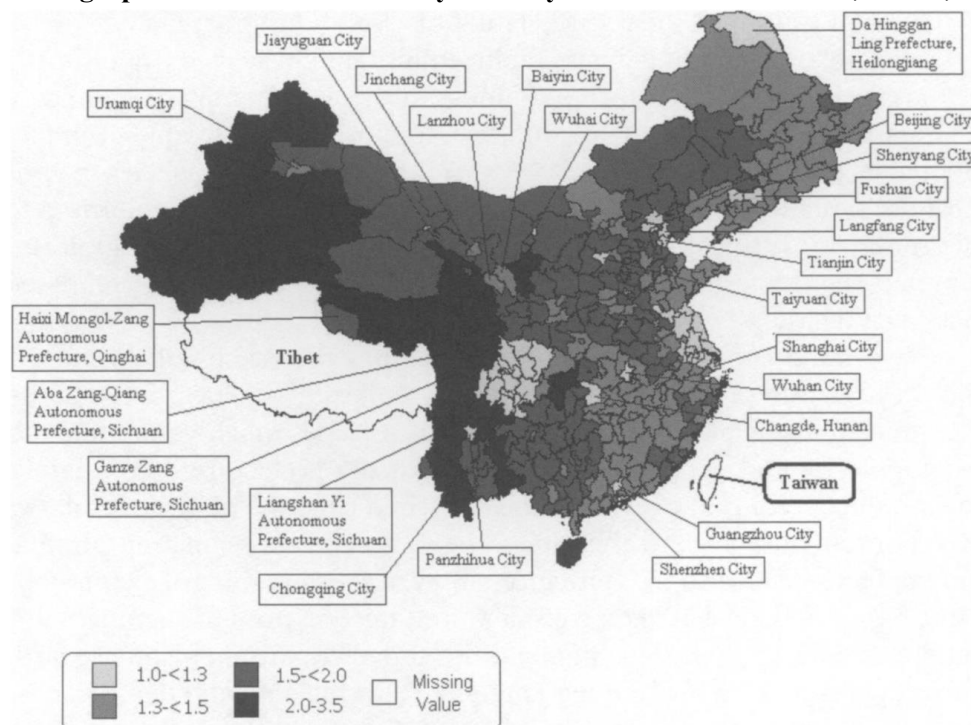 Da Hinggan
Ling Prefecture,
Heilongjiang
Jiayuguan City
Jinchang City
Baiyin City
Urumqi City
Lanzhou City
Wuhai City
Beijing City
Shenyang City
Fushun City
Langfang City
Tianjin City
Taiyuan City
Haixi Mongol-Zang
Autonomous
Prefecture, Qinghai
Tibet
Shanghai City
Aba Zang-Qiang
Autonomous
Prefecture, Sichuan
Wuhan City
Changde, Hunan
Ganze Zang
Autonomous
Prefecture, Sichuan
Liangshan Yi
Autonomous
Prefecture, Sichuan
Taiwan
Guangzhou City
Panzhihua City
Shenzhen City
Chongqing City
1.0-<1.3
1.5-<2.0
Missing
Value
1.3-<1.5
2.0-3.5